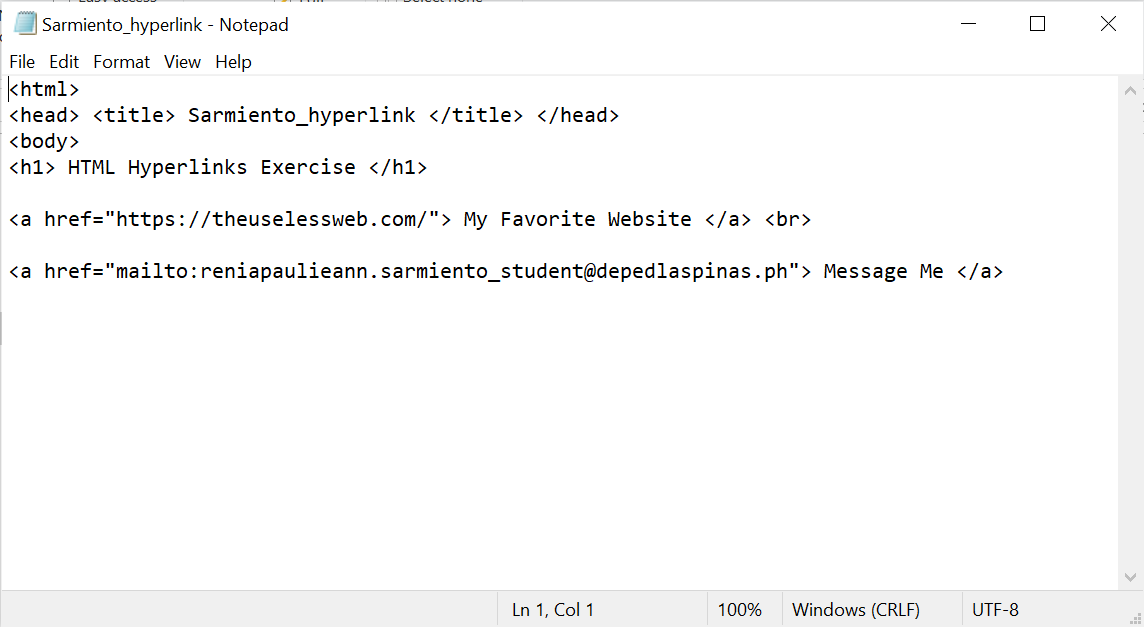 Sarmiento_hyperlink - Notepad
File Edit Format View Help
<html>
<head> <title> Sarmiento_hyperlink </title> </head>
<body>
<h1> HTML Hyperlinks Exercise </h1>
<a href="https://theuselessweb.com/"> My Favorite Website </a> <br>
<a href="mailto:reniapaulieann.sarmiento_student@depedlaspinas.ph"> Message Me </a>
Ln 1, Col 1 100% Windows (CRLF) UTF-8